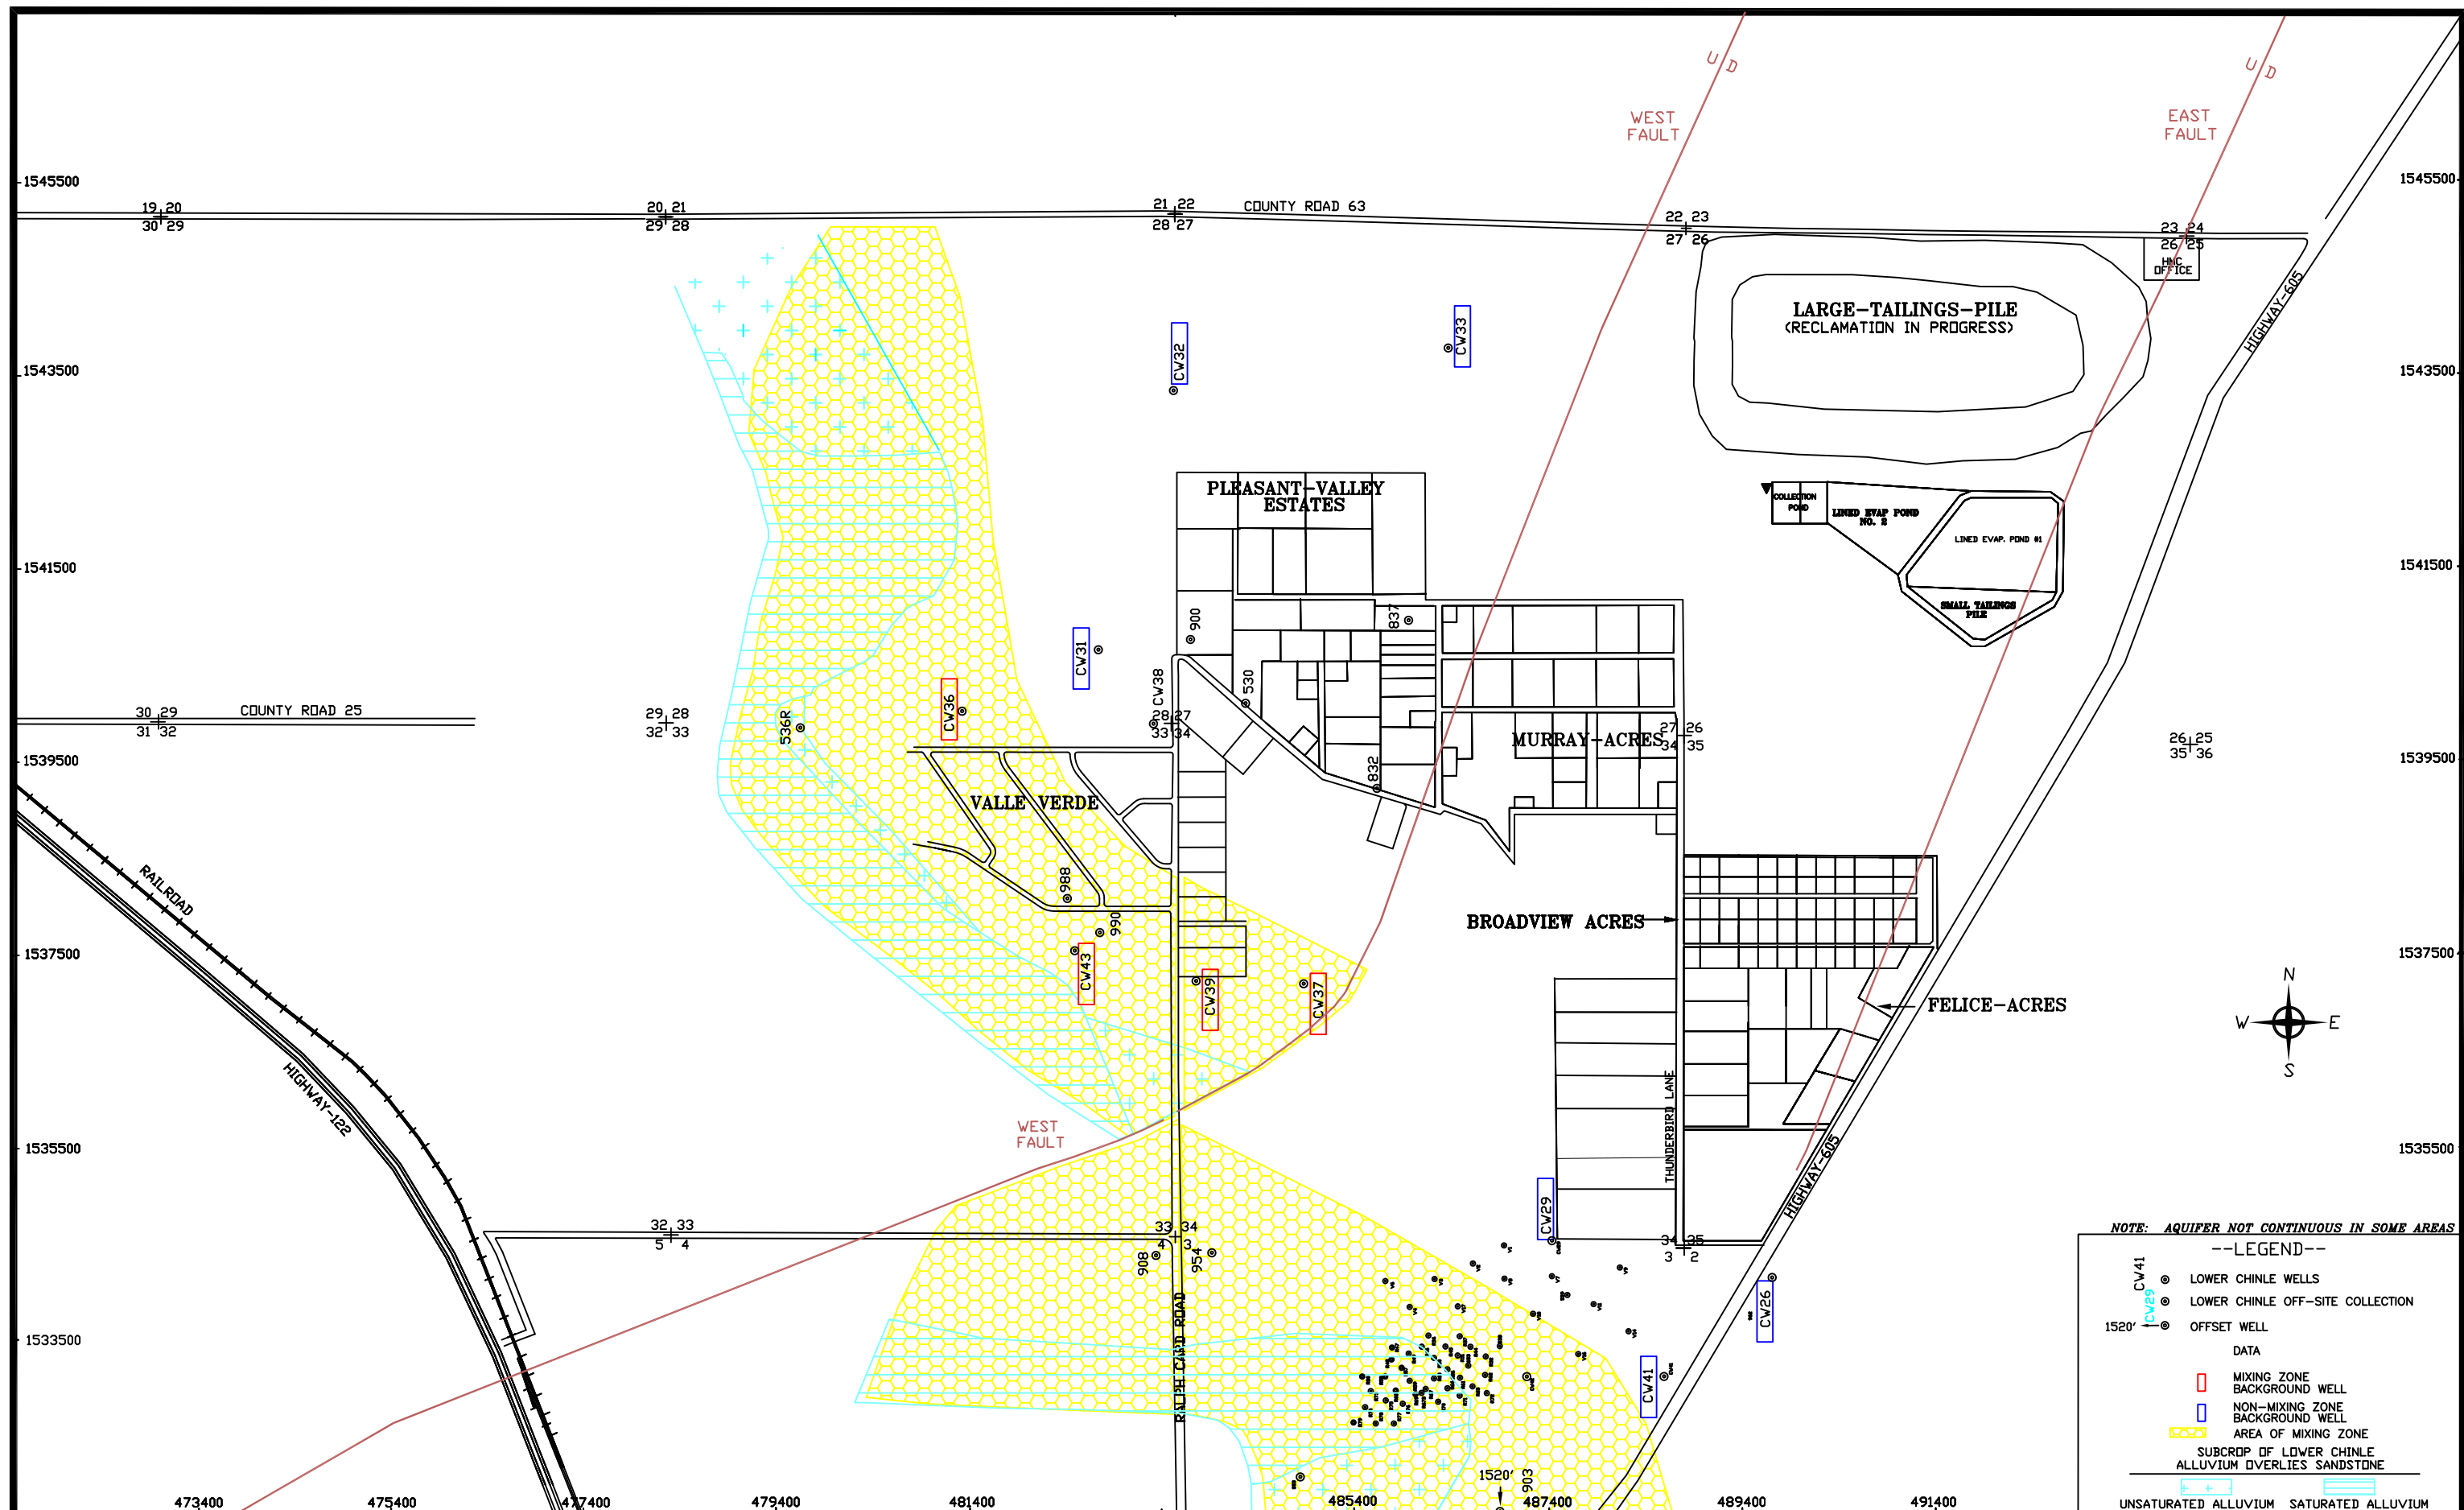 U D
U D
WEST
FAULT
EAST
FAULT
1545500
1545500
19 20
30 29
20 21
29 28
21 22
28 27
COUNTY ROAD 63
22 23
27 26
23 24
26 25
HMC
OFFICE
HIGHWAY-605
LARGE-TAILINGS-PILE
(RECLAMATION IN PROGRESS)
CW32
CW33
1543500
1543500
PLEASANT-VALLEY
ESTATES
COLLECTION
POND
LINED EVAP POND
NO. 2
LINED EVAP. POND #1
SMALL TAILINGS
PILE
1541500
1541500
900
837
CW31
CW38
530
CW36
536R
30 29
31 32
COUNTY ROAD 25
29 28
32 33
28 27
33 34
27 26
34 35
26 25
35 36
MURRAY-ACRES
832
1539500
1539500
VALLE VERDE
RAILROAD
988
990
BROADVIEW ACRES
1537500
1537500
CW43
CW39
CW37
FELICE-ACRES
N
W E
S
HIGHWAY-122
THUNDERBIRD LANE
WEST
FAULT
1535500
1535500
HIGHWAY-605
CW29
32 33
5 4
33 34
4 3
34 35
3 2
908
954
CW26
RALPH CARD ROAD
1533500
CW41
1520'
903
NOTE: AQUIFER NOT CONTINUOUS IN SOME AREAS
--LEGEND--
CW41
LOWER CHINLE WELLS
CW29
LOWER CHINLE OFF-SITE COLLECTION
1520'
OFFSET WELL
DATA
MIXING ZONE
BACKGROUND WELL
NON-MIXING ZONE
BACKGROUND WELL
AREA OF MIXING ZONE
SUBCROP OF LOWER CHINLE
ALLUVIUM OVERLIES SANDSTONE
UNSATURATED ALLUVIUM SATURATED ALLUVIUM
473400
475400
477400
479400
481400
485400
487400
489400
491400